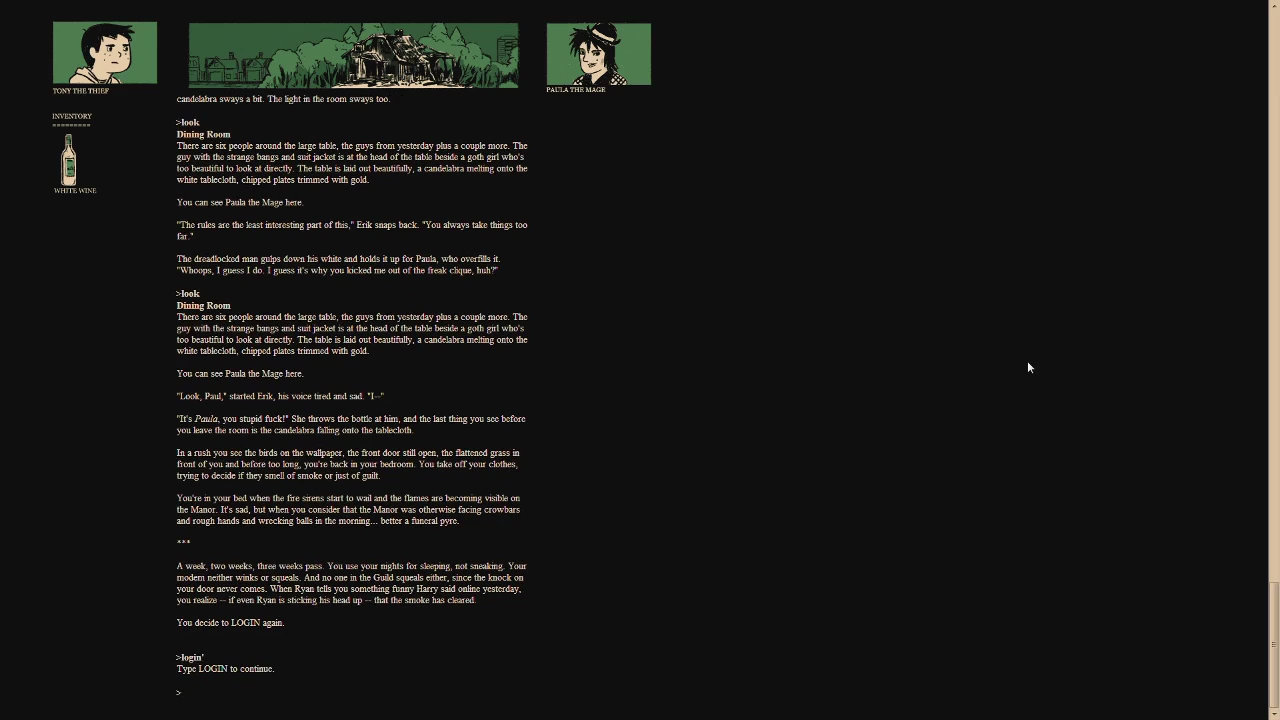 TONY THE THIEF
PAULA THE MAGE
INVENTORY
=========
WHITE WINE
candelabra sways a bit. The light in the room sways too.
>look
Dining Room
There are six people around the large table, the guys from yesterday plus a couple more. The
guy with the strange bangs and suit jacket is at the head of the table beside a goth girl who's
too beautiful to look at directly. The table is laid out beautifully, a candelabra melting onto the
white tablecloth, chipped plates trimmed with gold.
You can see Paula the Mage here.
"The rules are the least interesting part of this," Erik snaps back. "You always take things too
far."
The dreadlocked man gulps down his white and holds it up for Paula, who overfills it.
"Whoops, I guess I do. I guess it's why you kicked me out of the freak clique, huh?"
>look
Dining Room
There are six people around the large table, the guys from yesterday plus a couple more. The
guy with the strange bangs and suit jacket is at the head of the table beside a goth girl who's
too beautiful to look at directly. The table is laid out beautifully, a candelabra melting onto the
white tablecloth, chipped plates trimmed with gold.
You can see Paula the Mage here.
"Look, Paul," started Erik, his voice tired and sad. "I--"
"It's Paula, you stupid fuck!" She throws the bottle at him, and the last thing you see before
you leave the room is the candelabra falling onto the tablecloth.
In a rush you see the birds on the wallpaper, the front door still open, the flattened grass in
front of you and before too long, you're back in your bedroom. You take off your clothes,
trying to decide if they smell of smoke or just of guilt.
You're in your bed when the fire sirens start to wail and the flames are becoming visible on
the Manor. It's sad, but when you consider that the Manor was otherwise facing crowbars
and rough hands and wrecking balls in the morning... better a funeral pyre.
***
A week, two weeks, three weeks pass. You use your nights for sleeping, not sneaking. Your
modem neither winks or squeals. And no one in the Guild squeals either, since the knock on
your door never comes. When Ryan tells you something funny Harry said online yesterday,
you realize -- if even Ryan is sticking his head up -- that the smoke has cleared.
You decide to LOGIN again.
>login'
Type LOGIN to continue.
>